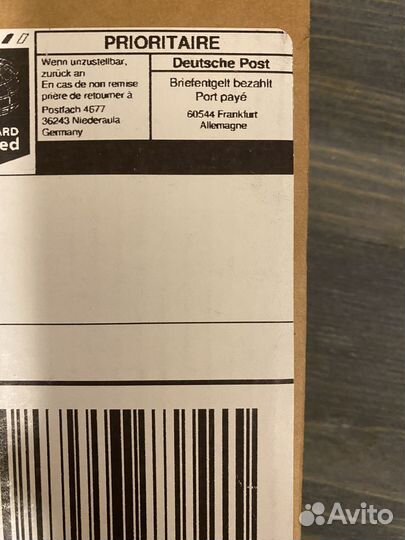 PRIORITAIRE
Wenn unzustellbar,
zurück an
En cas de non remise
prière de retourner à
Postfach 4677
36243 Niederaula
Germany
Deutsche Post
Briefentgelt bezahlt
Port payé
60544 Frankfurt
Allemagne
ARD
ed
Avito